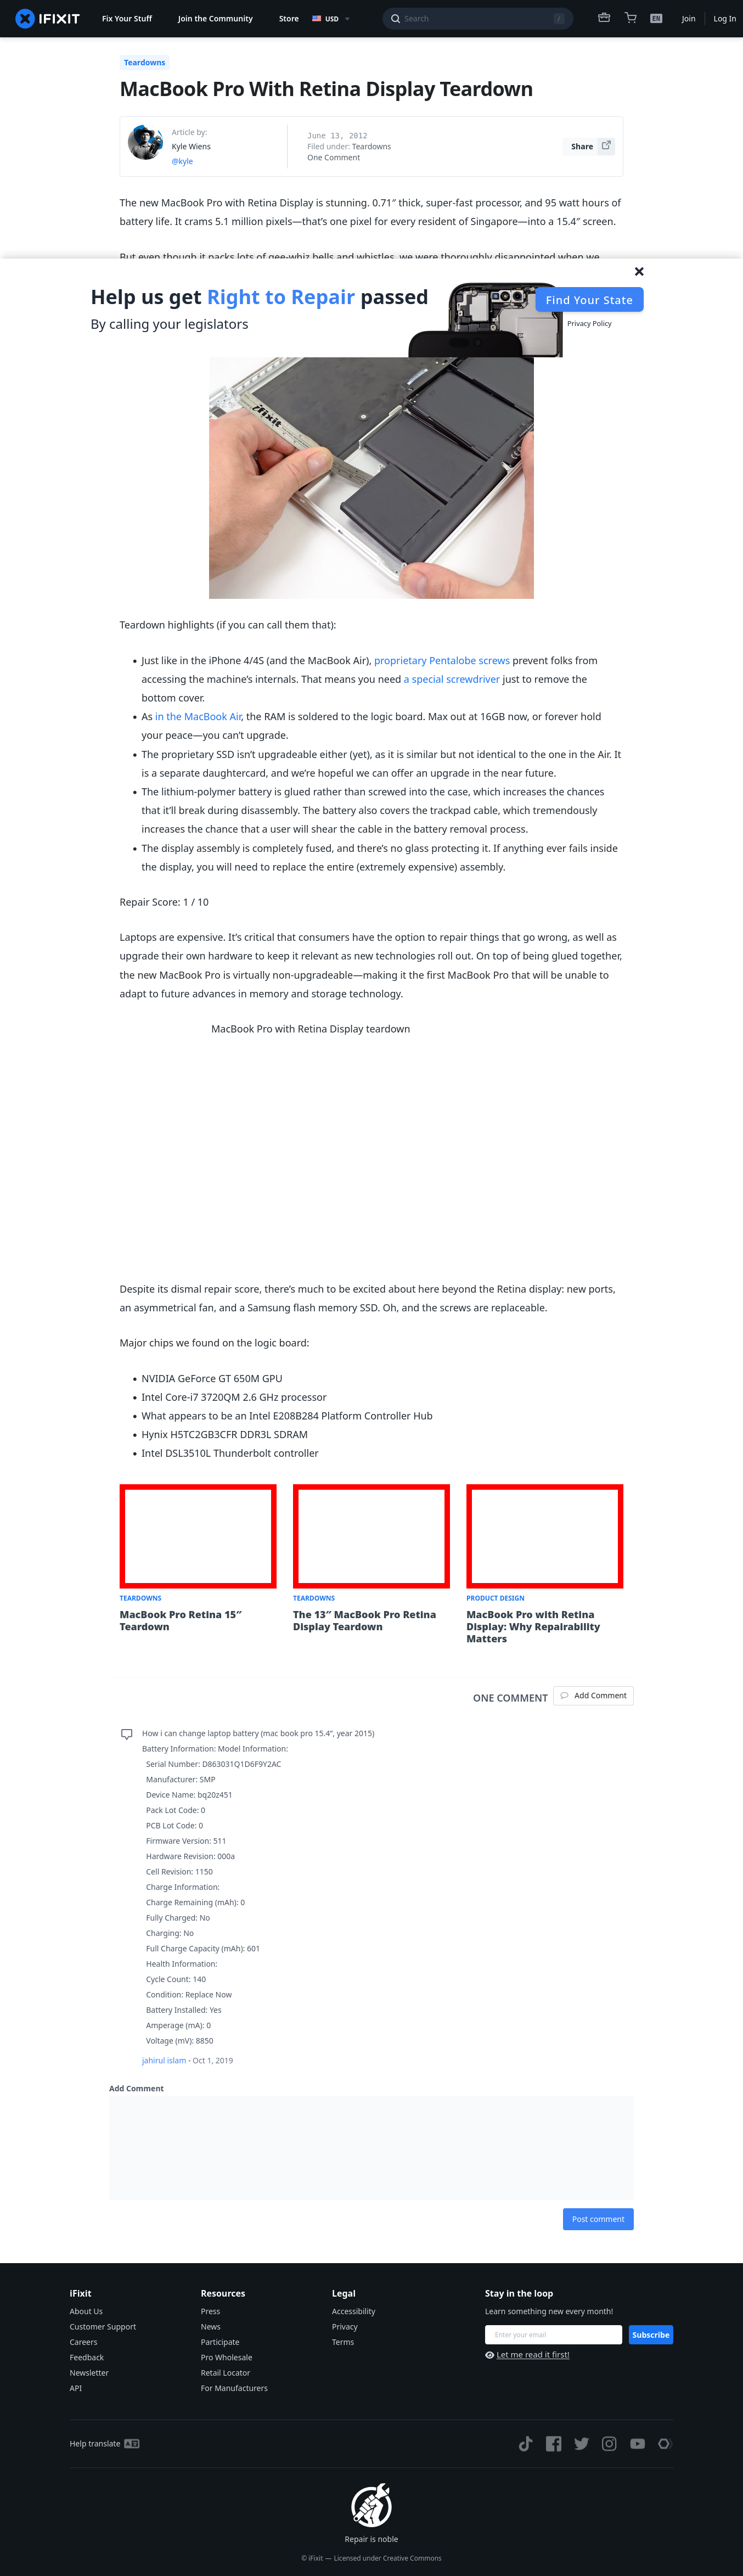 IFIXIT
Fix Your Stuff
Join the Community
Store
USD
Search
/
EN
Join
Log In
Teardowns
MacBook Pro With Retina Display Teardown
Article by:
Kyle Wiens
@kyle
June 13, 2012
Filed under: Teardowns
One Comment
Share
The new MacBook Pro with Retina Display is stunning. 0.71″ thick, super-fast processor, and 95 watt hours of
battery life. It crams 5.1 million pixels—that’s one pixel for every resident of Singapore—into a 15.4″ screen.
But even though it packs lots of gee-whiz bells and whistles, we were thoroughly disappointed when we
Help us get Right to Repair passed
By calling your legislators
Find Your State
Privacy Policy
iFixit
Teardown highlights (if you can call them that):
Just like in the iPhone 4/4S (and the MacBook Air), proprietary Pentalobe screws prevent folks from
accessing the machine’s internals. That means you need a special screwdriver just to remove the
bottom cover.
As in the MacBook Air, the RAM is soldered to the logic board. Max out at 16GB now, or forever hold
your peace—you can’t upgrade.
The proprietary SSD isn’t upgradeable either (yet), as it is similar but not identical to the one in the Air. It
is a separate daughtercard, and we’re hopeful we can offer an upgrade in the near future.
The lithium-polymer battery is glued rather than screwed into the case, which increases the chances
that it’ll break during disassembly. The battery also covers the trackpad cable, which tremendously
increases the chance that a user will shear the cable in the battery removal process.
The display assembly is completely fused, and there’s no glass protecting it. If anything ever fails inside
the display, you will need to replace the entire (extremely expensive) assembly.
Repair Score: 1 / 10
Laptops are expensive. It’s critical that consumers have the option to repair things that go wrong, as well as
upgrade their own hardware to keep it relevant as new technologies roll out. On top of being glued together,
the new MacBook Pro is virtually non-upgradeable—making it the first MacBook Pro that will be unable to
adapt to future advances in memory and storage technology.
MacBook Pro with Retina Display teardown
Despite its dismal repair score, there’s much to be excited about here beyond the Retina display: new ports,
an asymmetrical fan, and a Samsung flash memory SSD. Oh, and the screws are replaceable.
Major chips we found on the logic board:
NVIDIA GeForce GT 650M GPU
Intel Core-i7 3720QM 2.6 GHz processor
What appears to be an Intel E208B284 Platform Controller Hub
Hynix H5TC2GB3CFR DDR3L SDRAM
Intel DSL3510L Thunderbolt controller
TEARDOWNS
MacBook Pro Retina 15″
Teardown
TEARDOWNS
The 13″ MacBook Pro Retina
Display Teardown
PRODUCT DESIGN
MacBook Pro with Retina
Display: Why Repairability
Matters
ONE COMMENT
Add Comment
How i can change laptop battery (mac book pro 15.4”, year 2015)
Battery Information: Model Information:
Serial Number: D863031Q1D6F9Y2AC
Manufacturer: SMP
Device Name: bq20z451
Pack Lot Code: 0
PCB Lot Code: 0
Firmware Version: 511
Hardware Revision: 000a
Cell Revision: 1150
Charge Information:
Charge Remaining (mAh): 0
Fully Charged: No
Charging: No
Full Charge Capacity (mAh): 601
Health Information:
Cycle Count: 140
Condition: Replace Now
Battery Installed: Yes
Amperage (mA): 0
Voltage (mV): 8850
jahirul islam - Oct 1, 2019
Add Comment
Post comment
iFixit
About Us
Customer Support
Careers
Feedback
Newsletter
API
Resources
Press
News
Participate
Pro Wholesale
Retail Locator
For Manufacturers
Legal
Accessibility
Privacy
Terms
Stay in the loop
Learn something new every month!
Enter your email
Subscribe
Let me read it first!
Help translate
Repair is noble
© iFixit — Licensed under Creative Commons